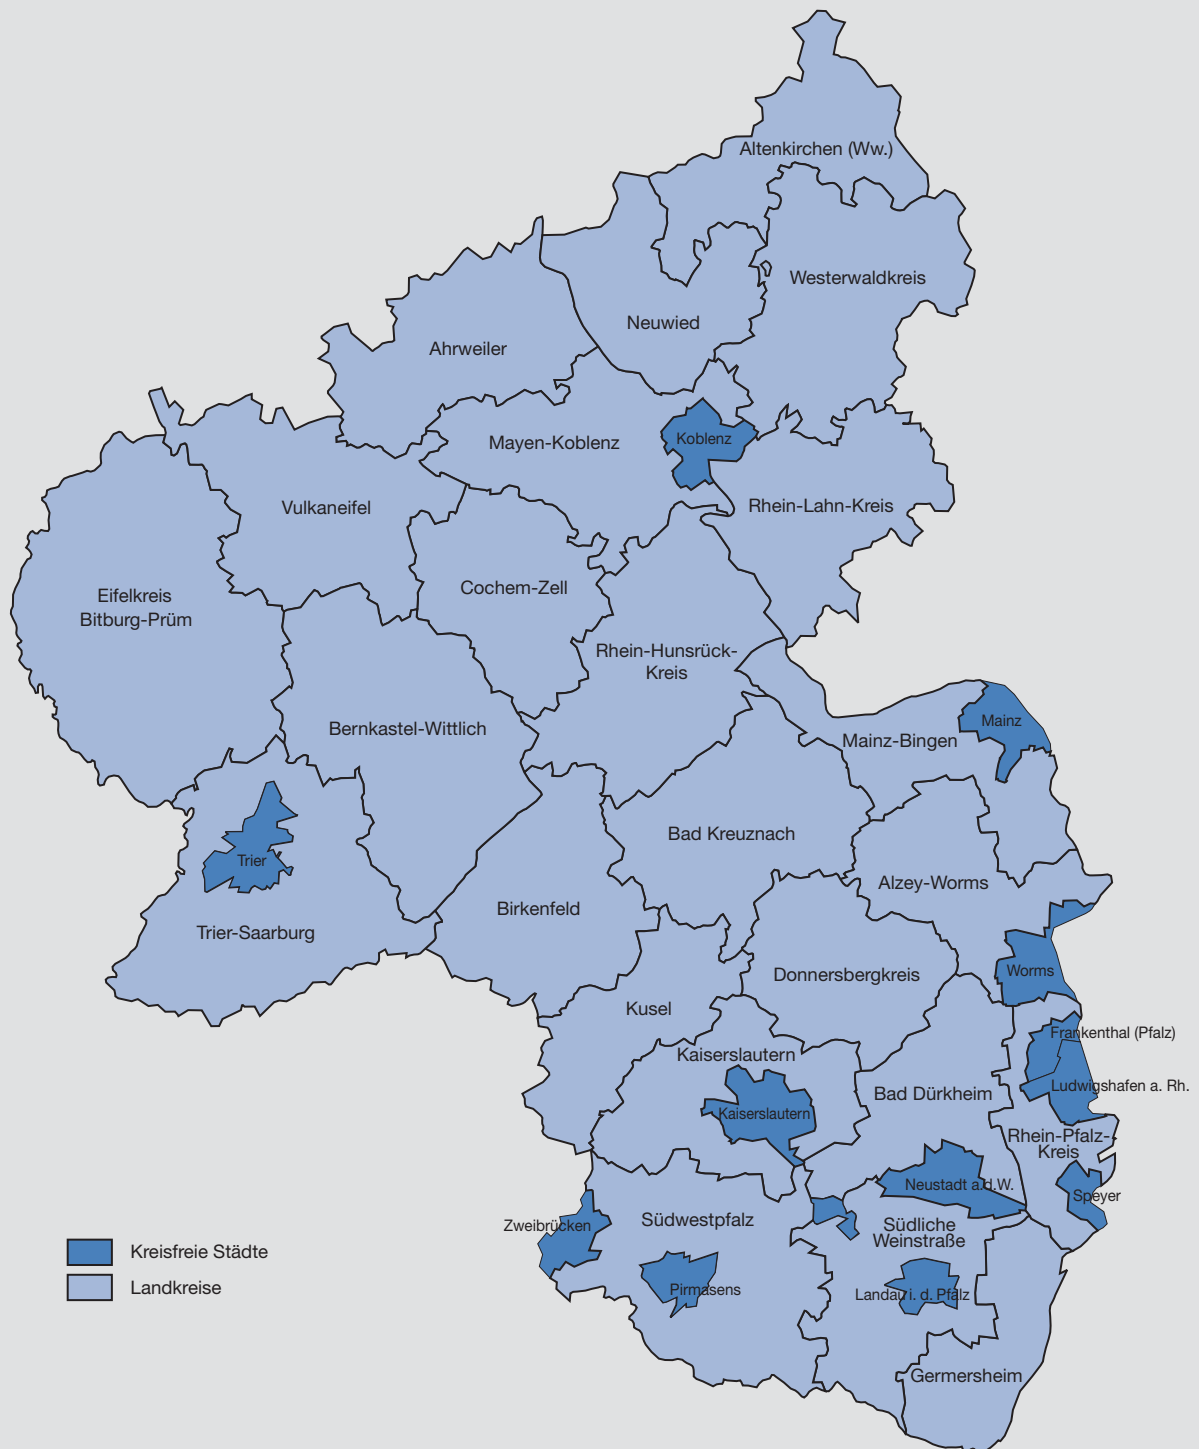 Altenkirchen (Ww.)
Westerwaldkreis
Neuwied
Ahrweiler
Mayen-Koblenz
Koblenz
Vulkaneifel
Rhein-Lahn-Kreis
Cochem-Zell
Eifelkreis
Bitburg-Prüm
Rhein-Hunsrück-
Kreis
Bernkastel-Wittlich
Mainz
Mainz-Bingen
Bad Kreuznach
Trier
Alzey-Worms
Birkenfeld
Trier-Saarburg
Worms
Donnersbergkreis
Kusel
Frankenthal (Pfalz)
Kaiserslautern
Ludwigshafen a. Rh.
Bad Dürkheim
Kaiserslautern
Rhein-Pfalz-
Kreis
Neustadt a.d.W.
Speyer
Zweibrücken
Südwestpfalz
Südliche
Weinstraße
Kreisfreie Städte
Landkreise
Pirmasens
Landau i. d. Pfalz
Germersheim